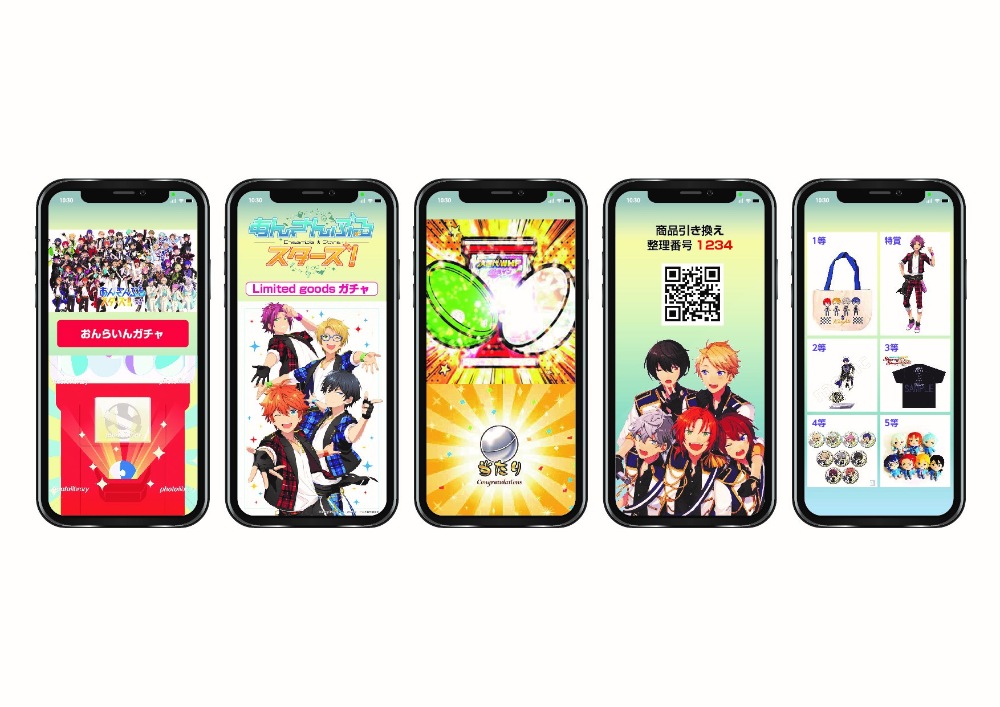 10:30
あんさんぶる
スターズ!!
おんらいんガチャ
photolibrary
photolibrary
10:30
あんさんぶる
Ensemble ★ Stars
スターズ!
Limited goods ガチャ
10:30
当たり
Congratulations
10:30
商品引き換え
整理番号 1234
10:30
1等
特賞
Knights
2等
3等
SAMPLE
4等
5等